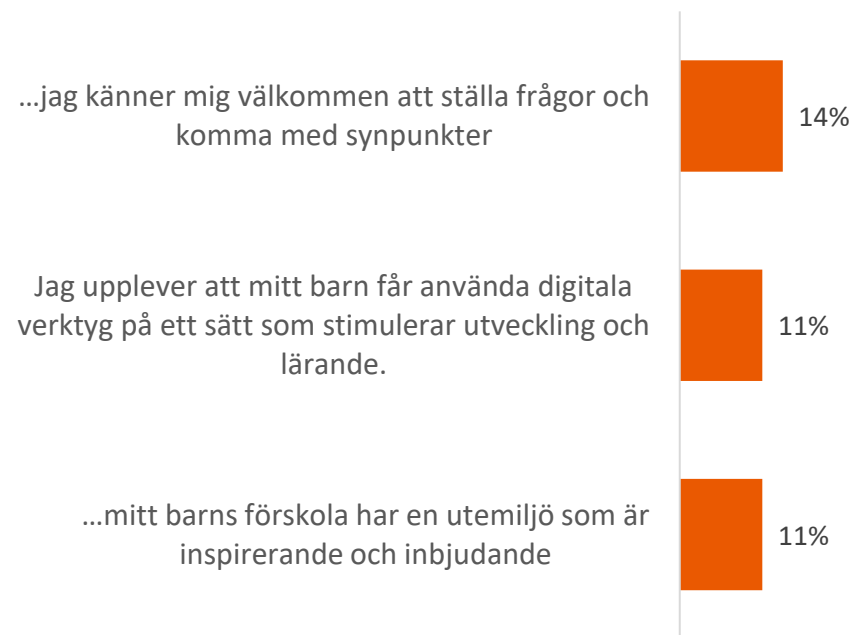 …jag känner mig välkommen att ställa frågor och
komma med synpunkter
14%
Jag upplever att mitt barn får använda digitala
verktyg på ett sätt som stimulerar utveckling och
lärande.
11%
…mitt barns förskola har en utemiljö som är
inspirerande och inbjudande
11%